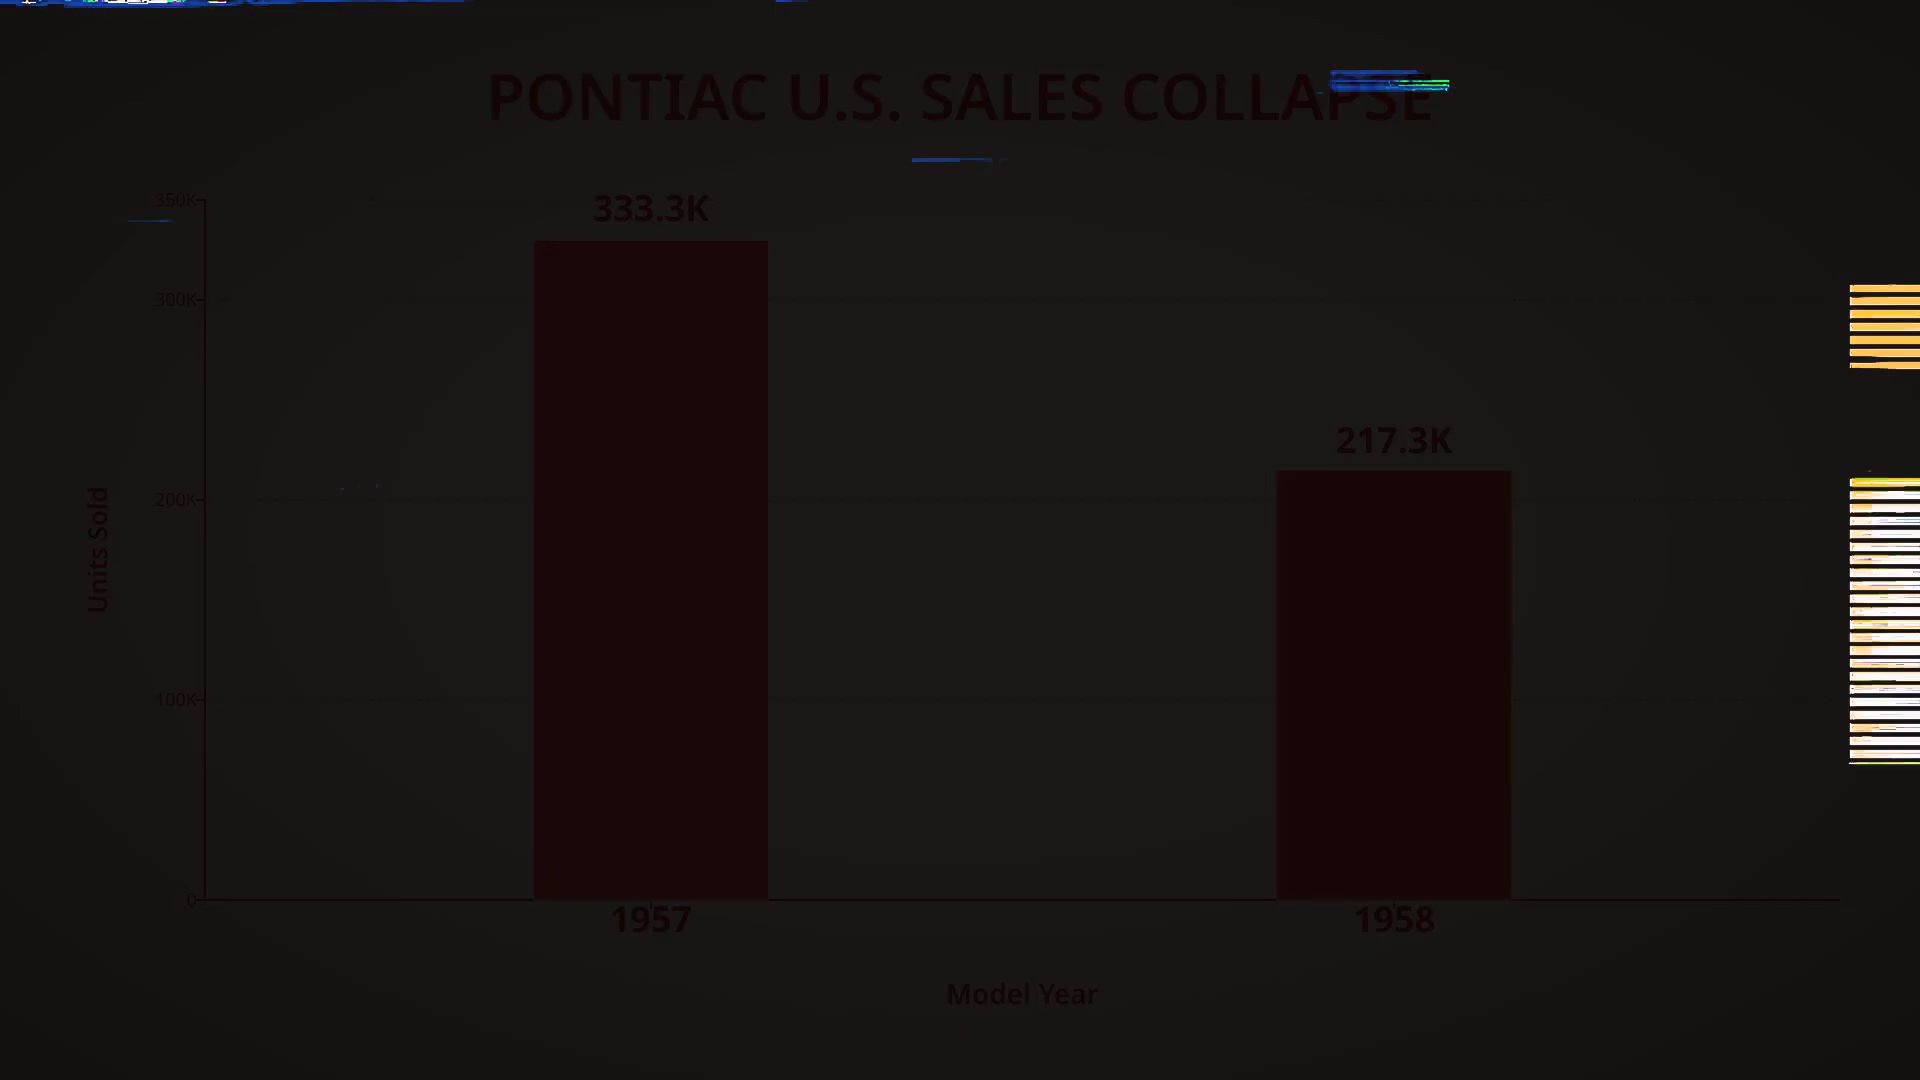 PONTIAC U.S. SALES COLLAPSE
350K
333.3K
300K
217.3K
200K
Units Sold
100K
0
1957
1958
Model Year